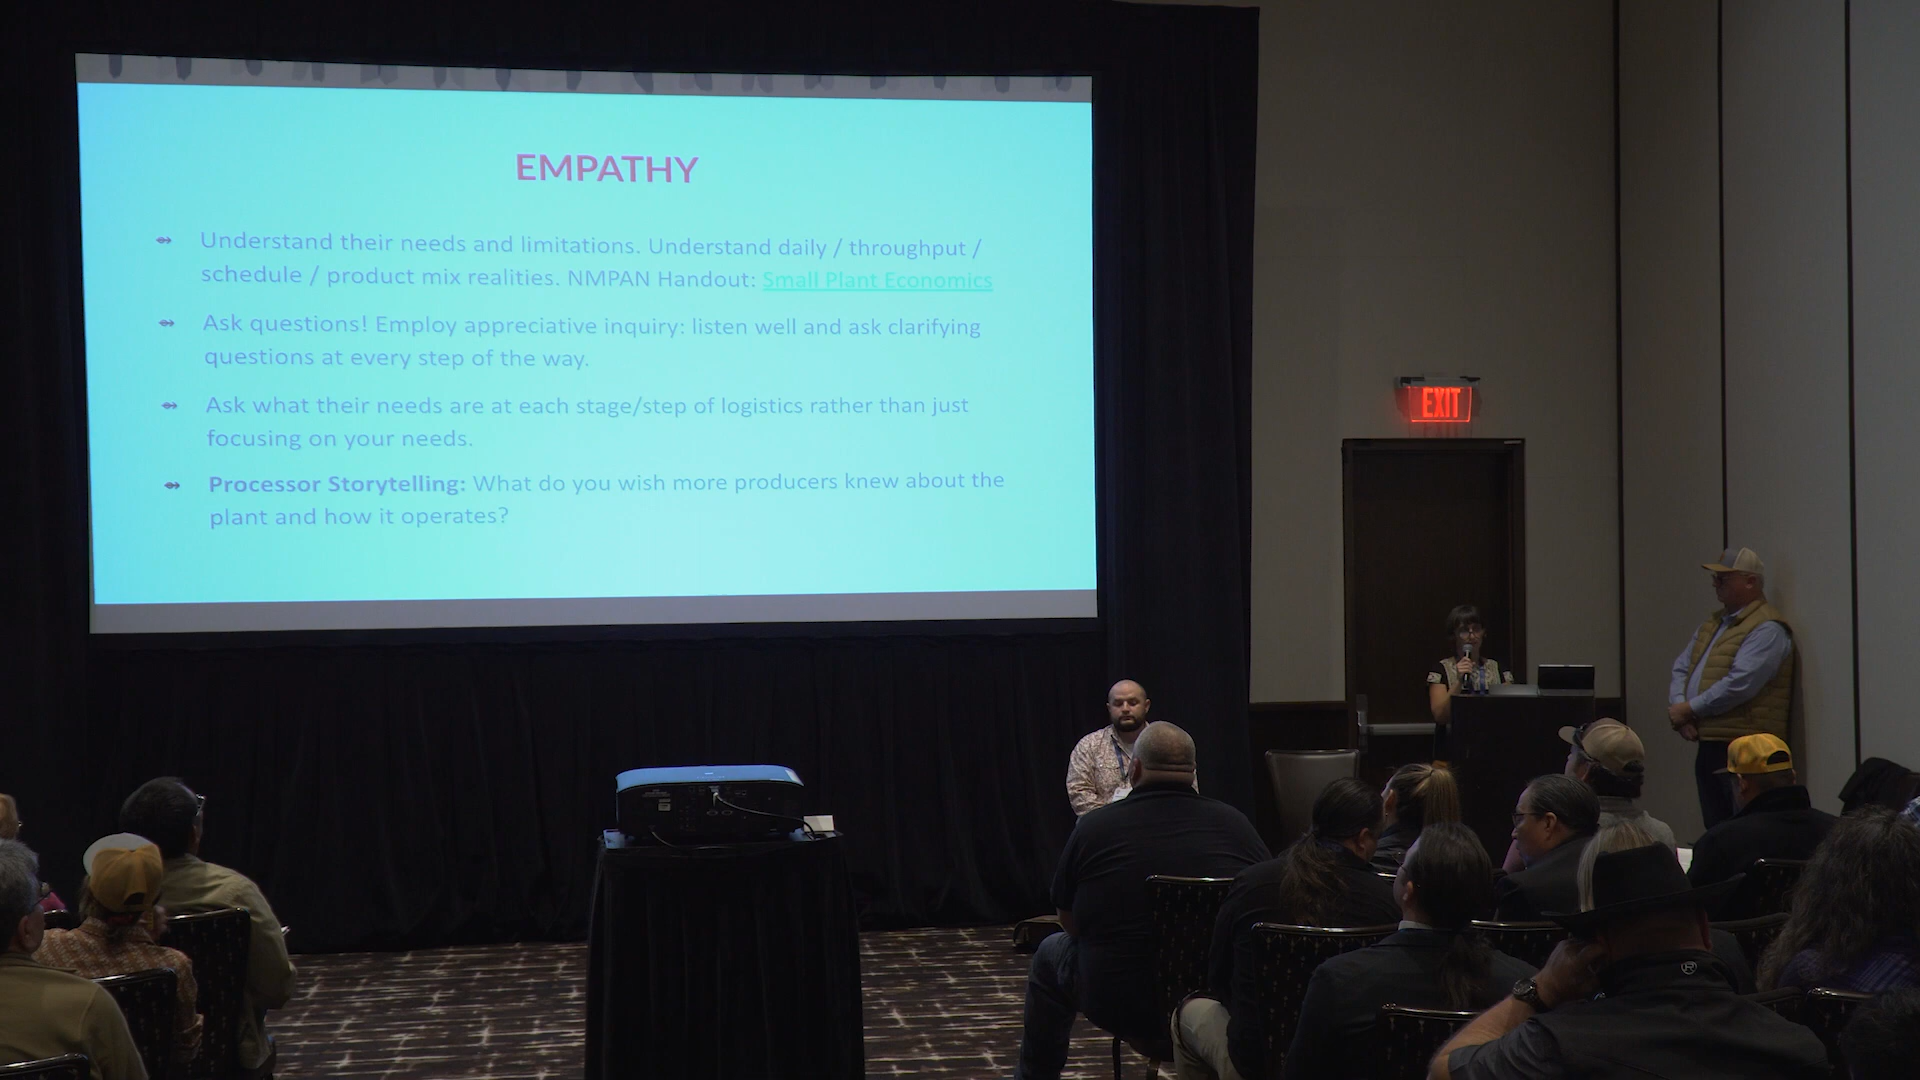 EMPATHY
Understand their needs and limitations. Understand daily / throughput /
schedule / product mix realities. NMPAN Handout: Small Plant Economics
Ask questions! Employ appreciative inquiry: listen well and ask clarifying
questions at every step of the way.
Ask what their needs are at each stage/step of logistics rather than just
focusing on your needs.
Processor Storytelling: What do you wish more producers knew about the
plant and how it operates?
EXIT